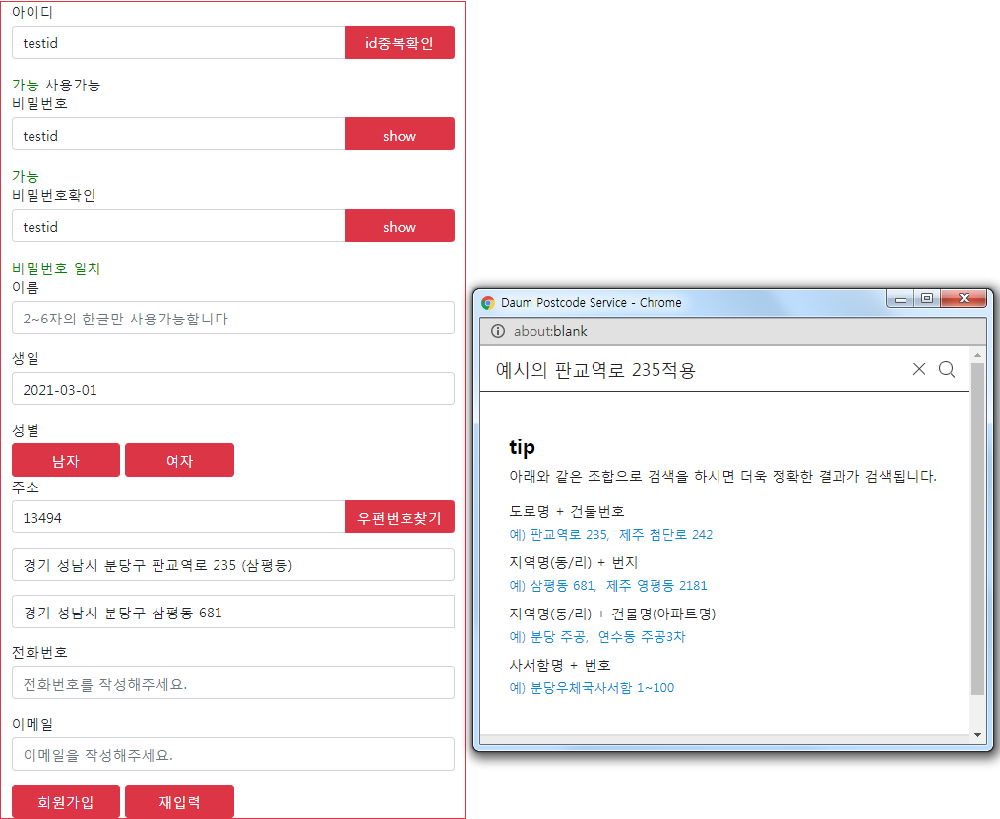 아이디
testid
id중복확인
가능 사용가능
비밀번호
testid
show
가능
비밀번호확인
testid
show
비밀번호 일치
이름
2~6자의 한글만 사용가능합니다
생일
2021-03-01
성별
남자
여자
주소
13494
우편번호찾기
경기 성남시 분당구 판교역로 235 (삼평동)
경기 성남시 분당구 삼평동 681
전화번호
전화번호를 작성해주세요.
이메일
이메일을 작성해주세요.
회원가입
재입력
Daum Postcode Service - Chrome
about:blank
예시의 판교역로 235적용
tip
아래와 같은 조합으로 검색을 하시면 더욱 정확한 결과가 검색됩니다.
도로명 + 건물번호
예) 판교역로 235, 제주 첨단로 242
지역명(동/리) + 번지
예) 삼평동 681, 제주 영평동 2181
지역명(동/리) + 건물명(아파트명)
예) 분당 주공, 연수동 주공3차
사서함명 + 번호
예) 분당우체국사서함 1~100